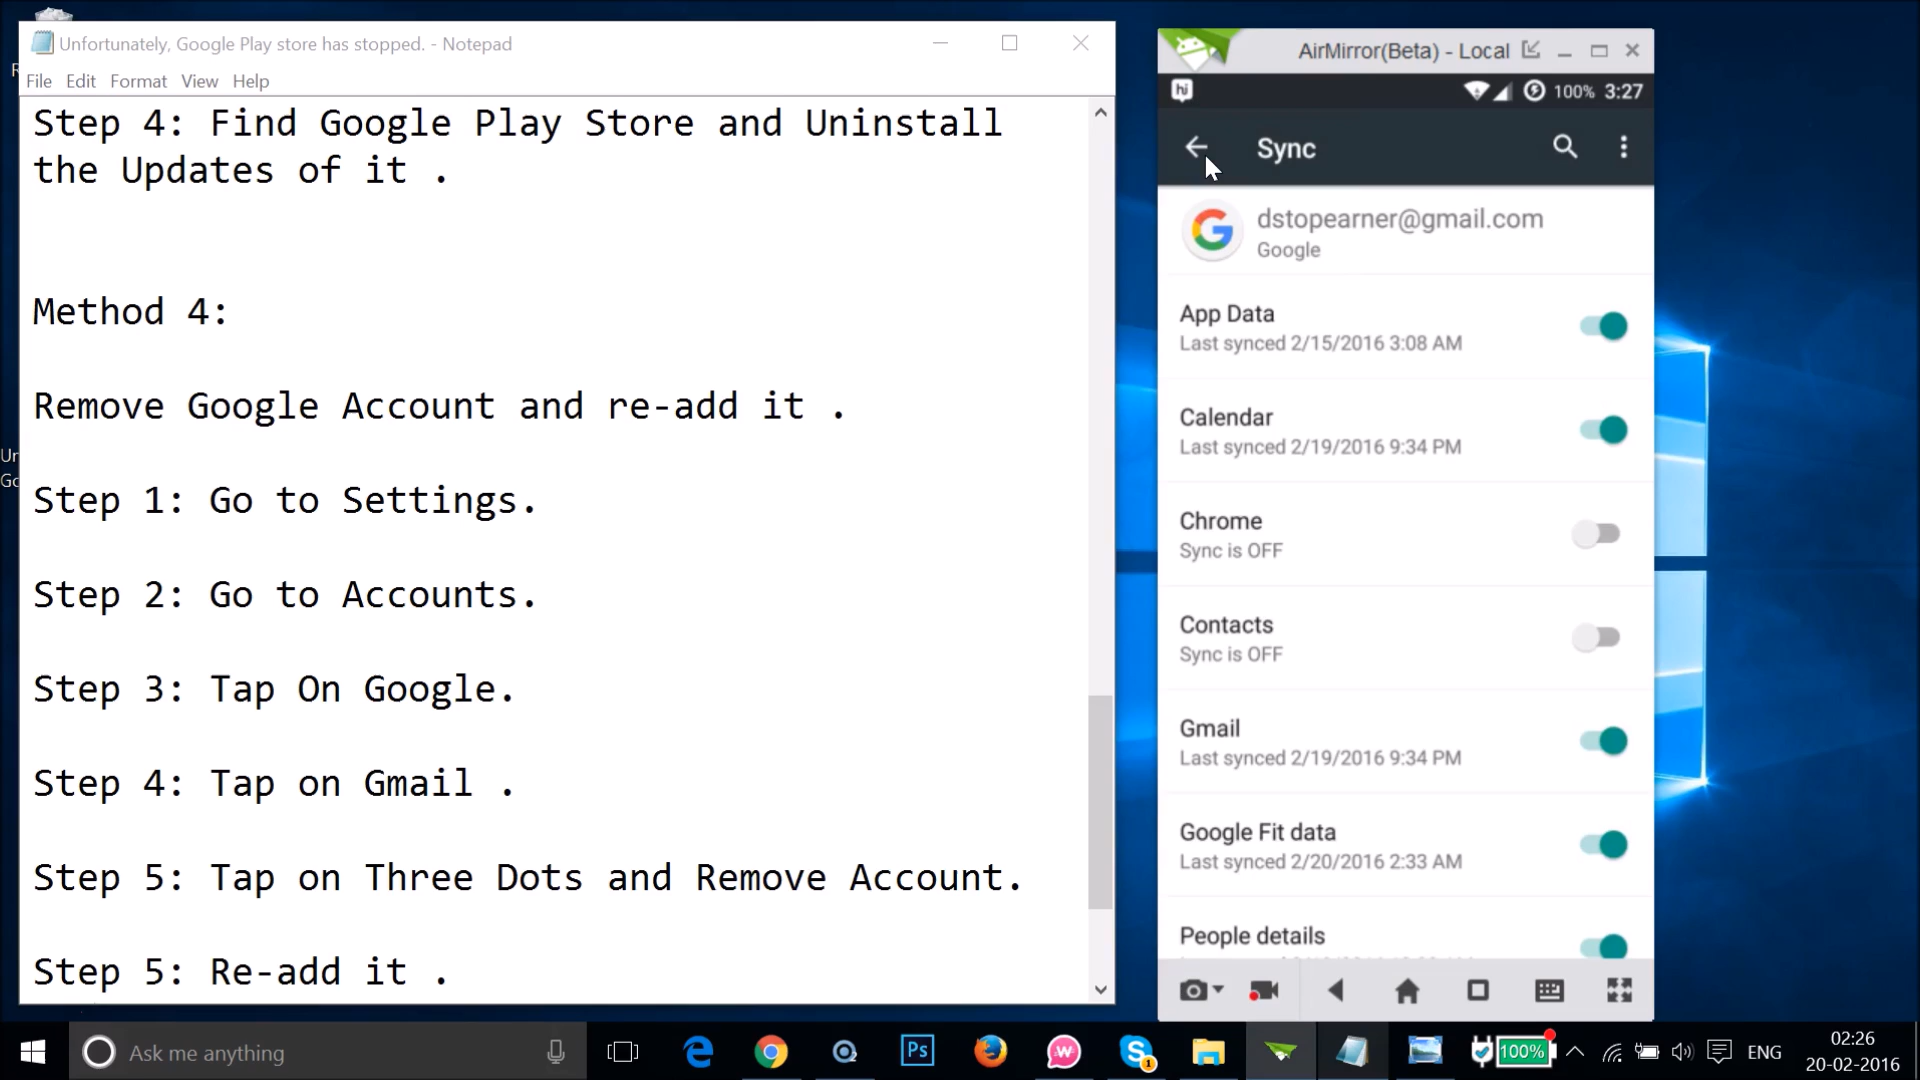 Unfortunately, Google Play store has stopped. - Notepad
File Edit Format View Help
Step 4: Find Google Play Store and Uninstall
the Updates of it .
Method 4:
Remove Google Account and re-add it .
Step 1: Go to Settings.
Step 2: Go to Accounts.
Step 3: Tap On Google.
Step 4: Tap on Gmail .
Step 5: Tap on Three Dots and Remove Account.
Step 5: Re-add it .
AirMirror(Beta) - Local
hi 100% 3:27
Sync
dstopearner@gmail.com
Google
App Data
Last synced 2/15/2016 3:08 AM
Calendar
Last synced 2/19/2016 9:34 PM
Chrome
Sync is OFF
Contacts
Sync is OFF
Gmail
Last synced 2/19/2016 9:34 PM
Google Fit data
Last synced 2/20/2016 2:33 AM
People details
Ask me anything
Ps
W
S 1
100%
ENG
02:26
20-02-2016